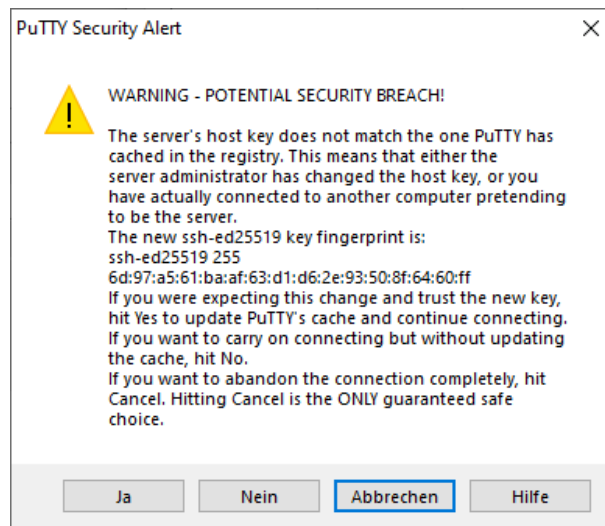 PuTTY Security Alert
WARNING - POTENTIAL SECURITY BREACH!
The server's host key does not match the one PuTTY has
cached in the registry. This means that either the
server administrator has changed the host key, or you
have actually connected to another computer pretending
to be the server.
The new ssh-ed25519 key fingerprint is:
ssh-ed25519 255
6d:97:a5:61:ba:af:63:d1:d6:2e:93:50:8f:64:60:ff
If you were expecting this change and trust the new key,
hit Yes to update PuTTY's cache and continue connecting.
If you want to carry on connecting but without updating
the cache, hit No.
If you want to abandon the connection completely, hit
Cancel. Hitting Cancel is the ONLY guaranteed safe
choice.
Ja Nein Abbrechen Hilfe